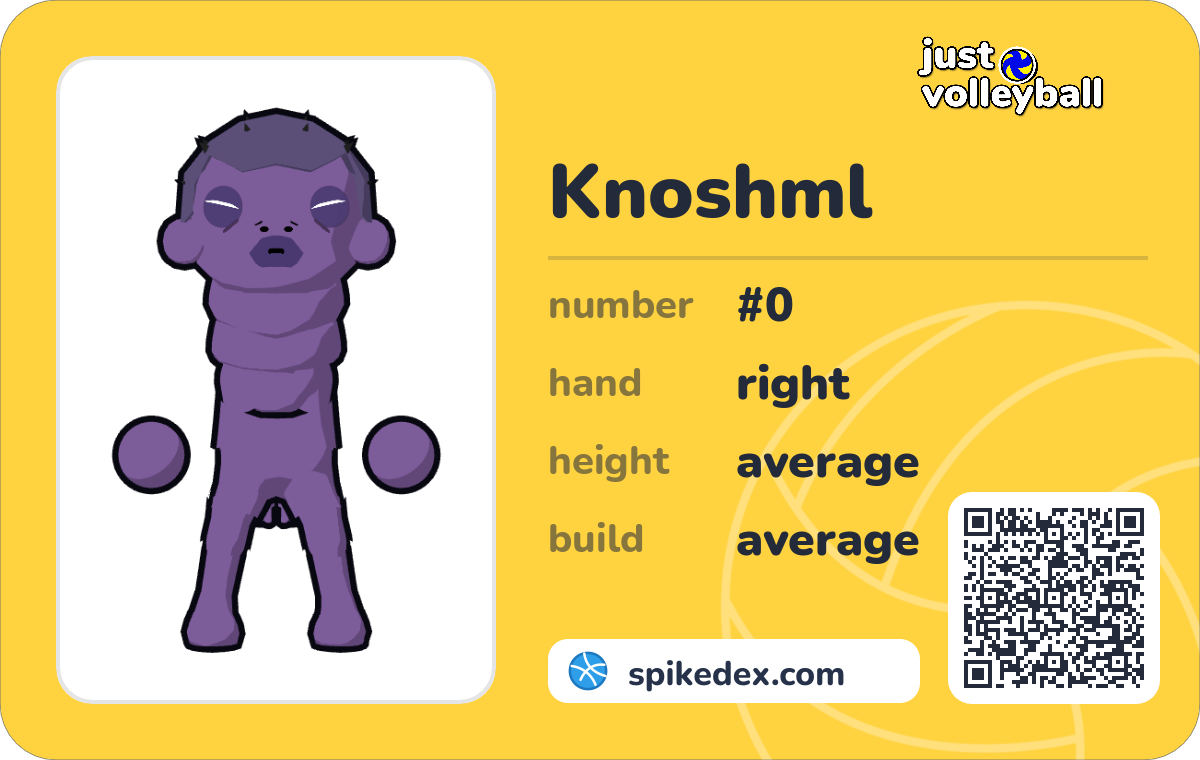 just
volleyball
Knoshml
number #0
hand right
height average
build average
spikedex.com